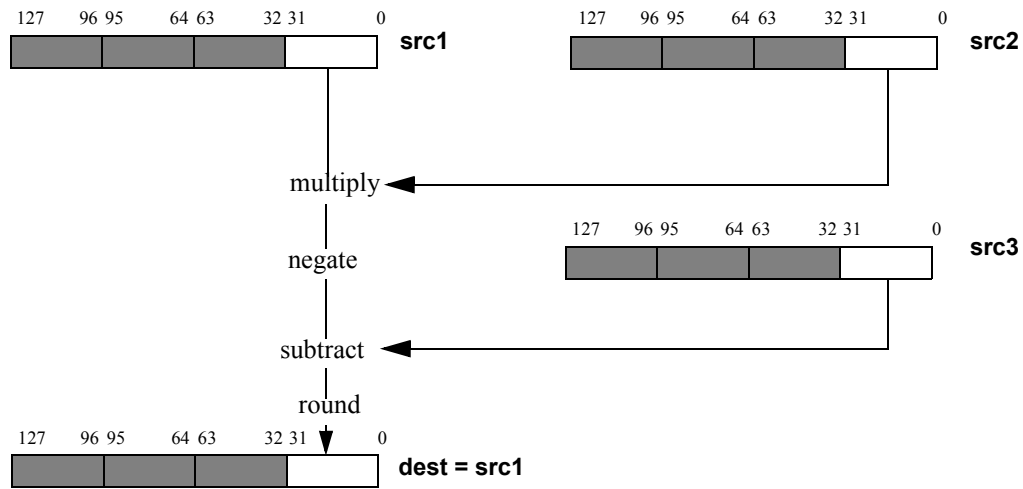 127 96 95 64 63 32 31 0 src1
127 96 95 64 63 32 31 0 src2
multiply
127 96 95 64 63 32 31 0 src3
negate
subtract
round
127 96 95 64 63 32 31 0
dest = src1